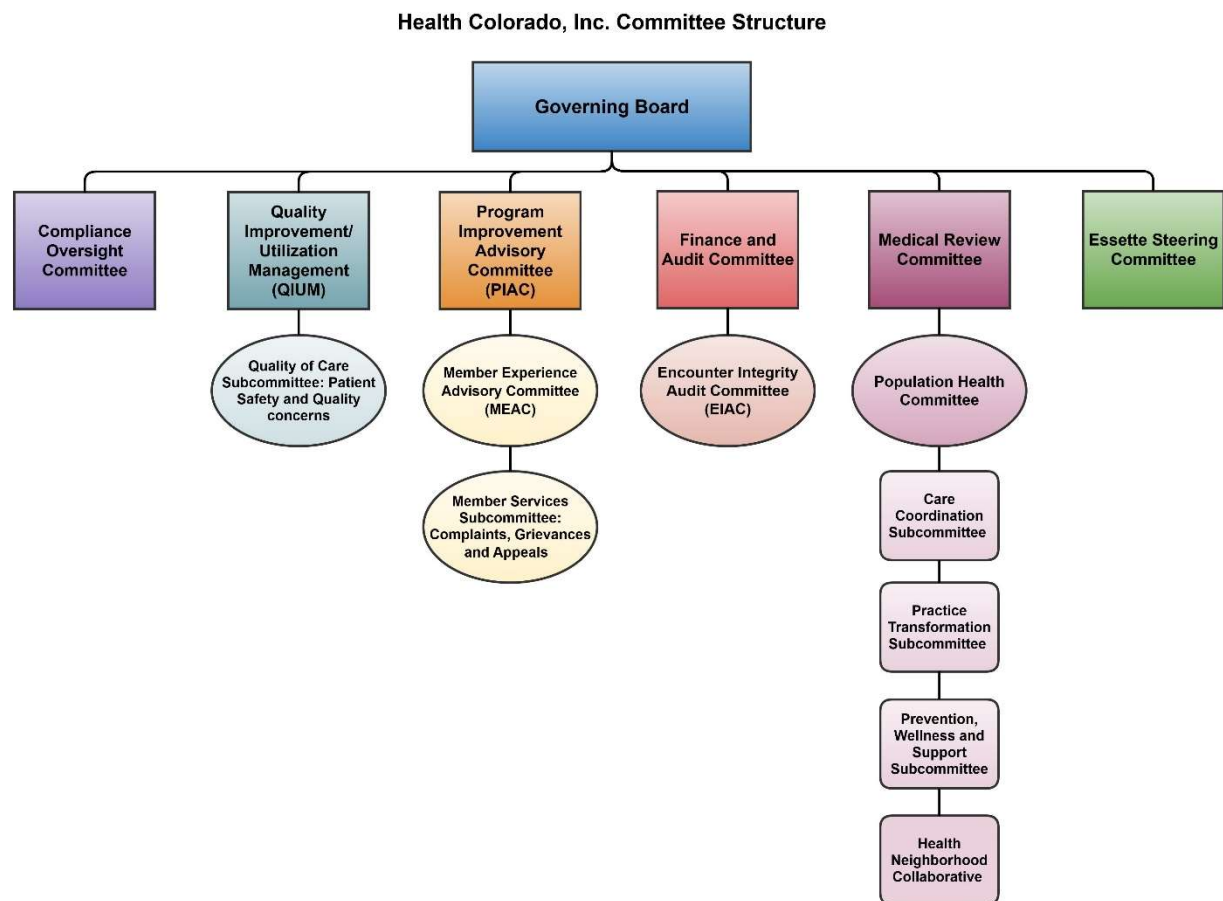 Health Colorado, Inc. Committee Structure
Governing Board
Compliance
Oversight
Committee
Quality
Improvement/
Utilization
Management
(QIUM)
Program
Improvement
Advisory
Committee
(PIAC)
Finance and
Audit Committee
Medical Review
Committee
Essette Steering
Committee
Quality of Care
Subcommittee: Patient
Safety and Quality
concerns
Member Experience
Advisory Committee
(MEAC)
Encounter Integrity
Audit Committee
(EIAC)
Population Health
Committee
Member Services
Subcommittee:
Complaints, Grievances
and Appeals
Care
Coordination
Subcommittee
Practice
Transformation
Subcommittee
Prevention,
Wellness and
Support
Subcommittee
Health
Neighborhood
Collaborative